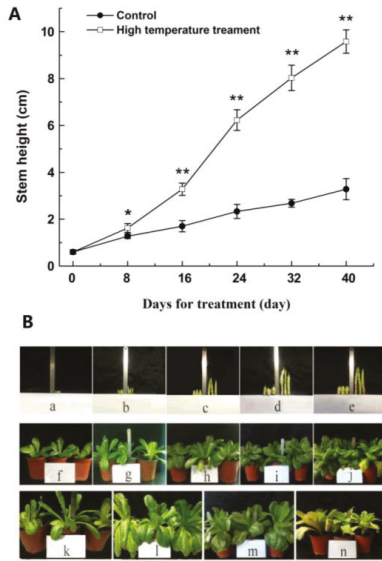 A
Control
High temperature treament
Stem height (cm)
10
8
6
4
2
0
*
**
**
**
**
0 8 16 24 32 40
Days for treatment (day)
B
a b c d e
f g h i j
k l m n